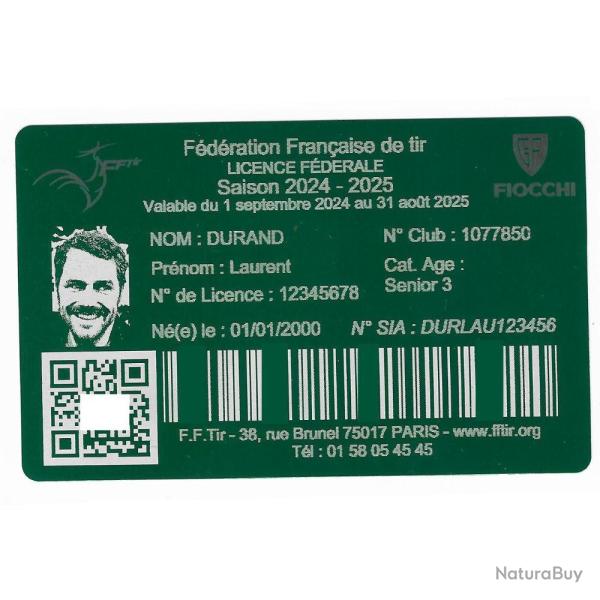 FFTir
Fédération Française de tir
LICENCE FÉDÉRALE
Saison 2024 - 2025
Valable du 1 septembre 2024 au 31 août 2025
FIOCCHI
NOM : DURAND
N° Club : 1077850
Prénom : Laurent
Cat. Age :
Senior 3
N° de Licence : 12345678
Né(e) le : 01/01/2000
N° SIA : DURLAU123456
F.F.Tir - 38, rue Brunel 75017 PARIS - www.fftir.org
Tél : 01 58 05 45 45
NaturaBuy